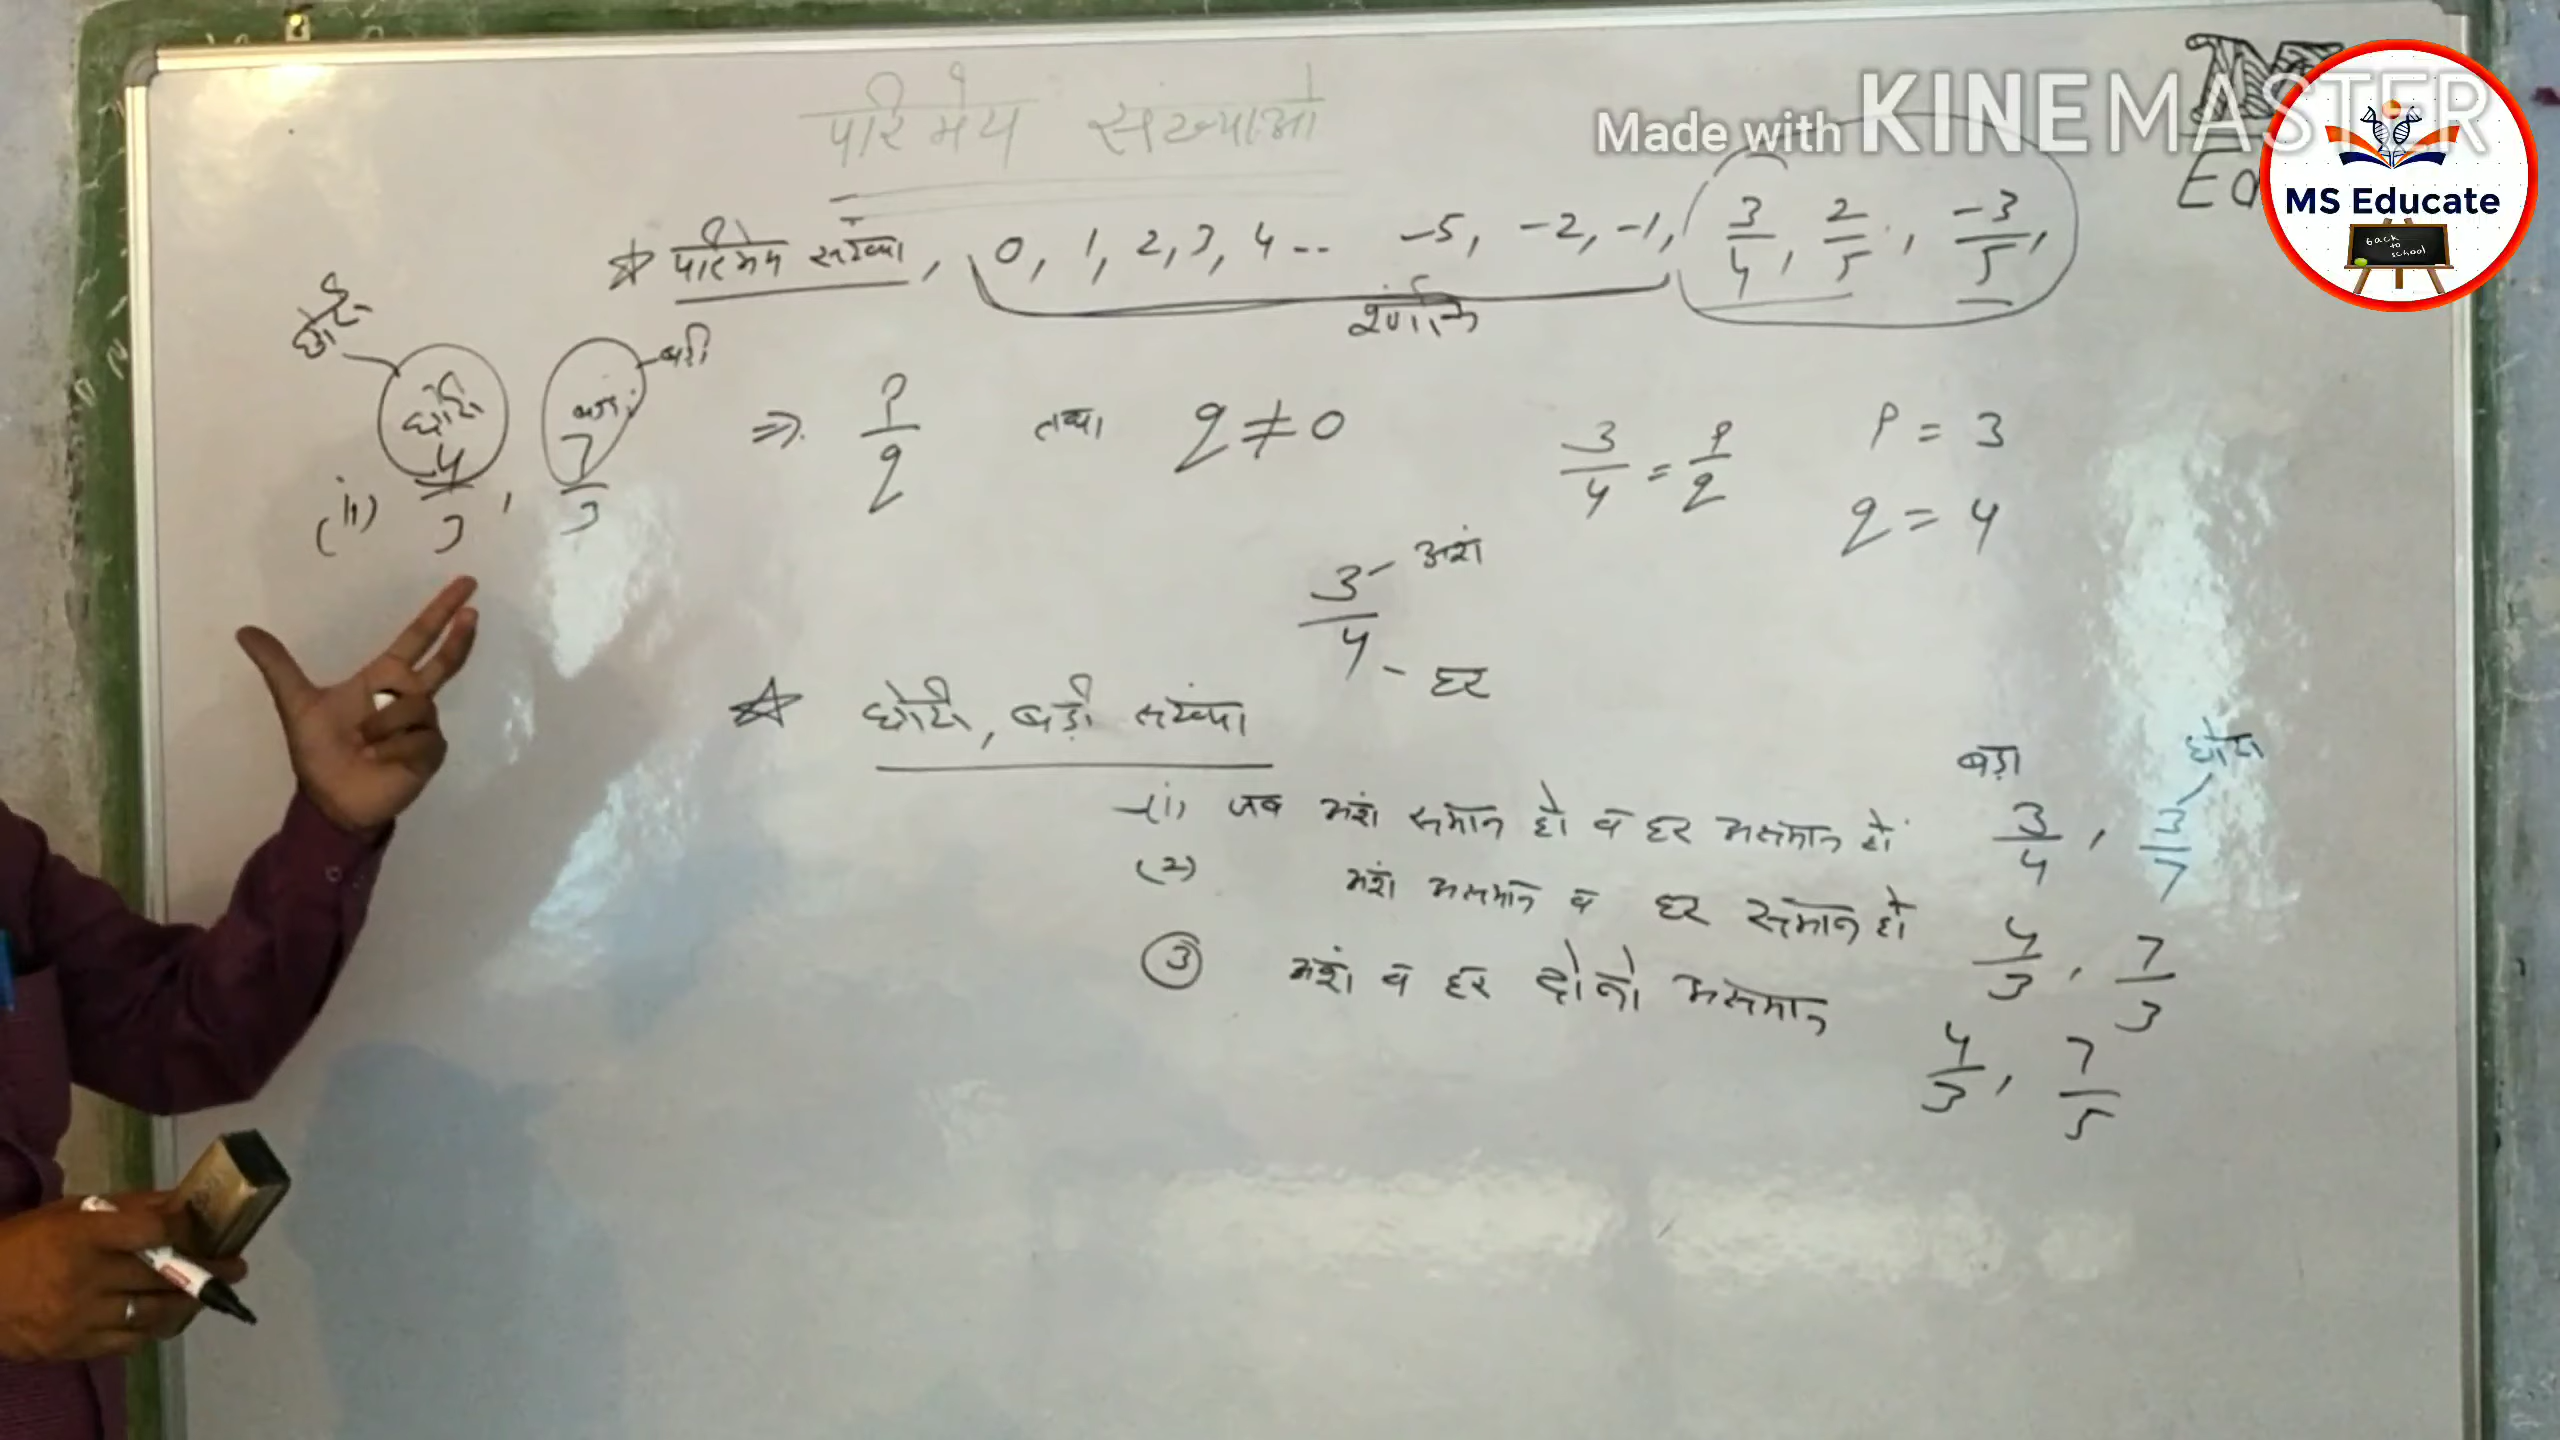 परिमेय संख्याओ
Made with KINEMASTER
MS Educate
back to school
☆ परिमेय संख्या, 0, 1, 2, 3, 4 -- -5, -2, -1, 3/4, 2/5, -3/5,
छोटी बड़ी
(ii) 4/3, 7/3
⇒ p/q तथा q ≠ 0 3/4 = p/q p = 3
q = 4
3/4 - अंश
- हर
☆ छोटी, बड़ी संख्या
बड़ा छोटा
(i) जब अंश समान हो व हर असमान हो 3/4, 3/7
(2) अंश असमान व हर समान हो 4/3, 7/3
③ अंश व हर दोनो असमान 4/3, 7/5